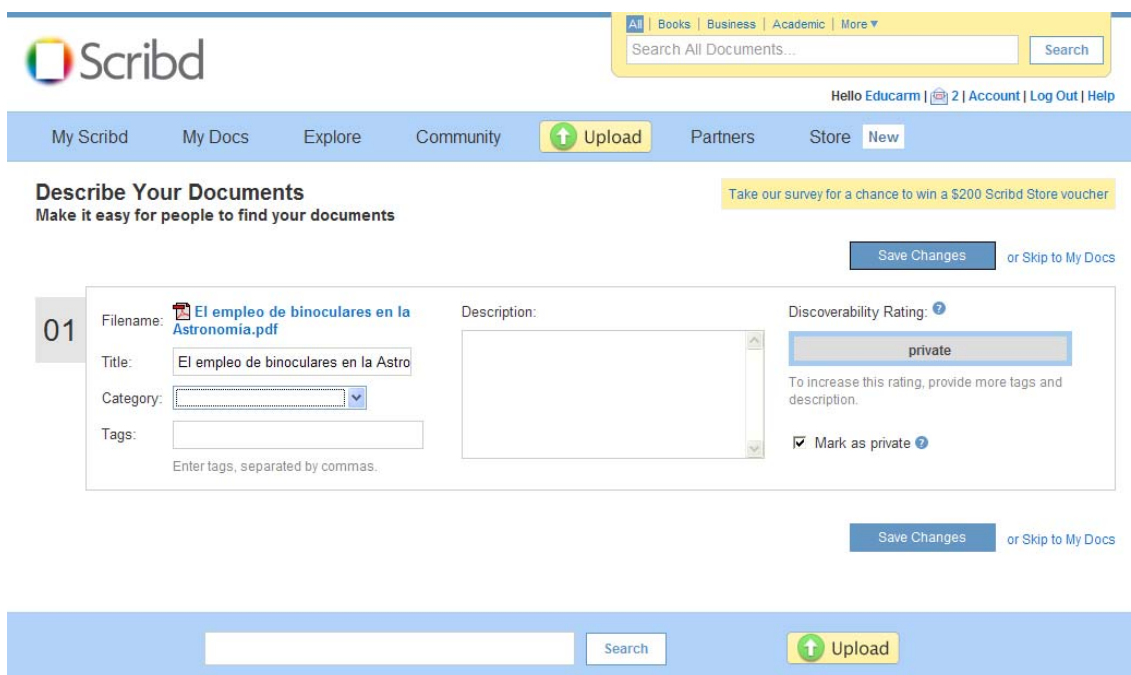 All | Books | Business | Academic | More ▼
Scribd
Search All Documents...
Search
Hello Educarm | 2 | Account | Log Out | Help
My Scribd My Docs Explore Community Upload Partners Store New
Describe Your Documents
Make it easy for people to find your documents
Take our survey for a chance to win a $200 Scribd Store voucher
Save Changes or Skip to My Docs
01
Filename: El empleo de binoculares en la
Astronomia.pdf
Title: El empleo de binoculares en la Astro
Category:
Tags:
Enter tags, separated by commas.
Description:
Discoverability Rating: ?
private
To increase this rating, provide more tags and
description.
Mark as private ?
Save Changes or Skip to My Docs
Search Upload